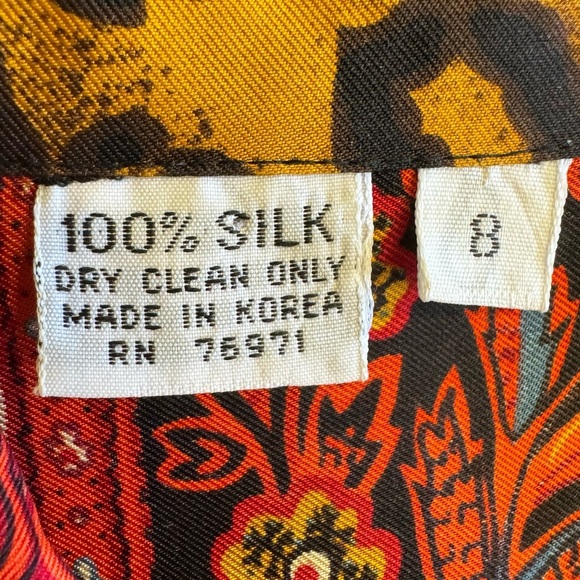 100% SILK
DRY CLEAN ONLY
MADE IN KOREA
RN 76971
8